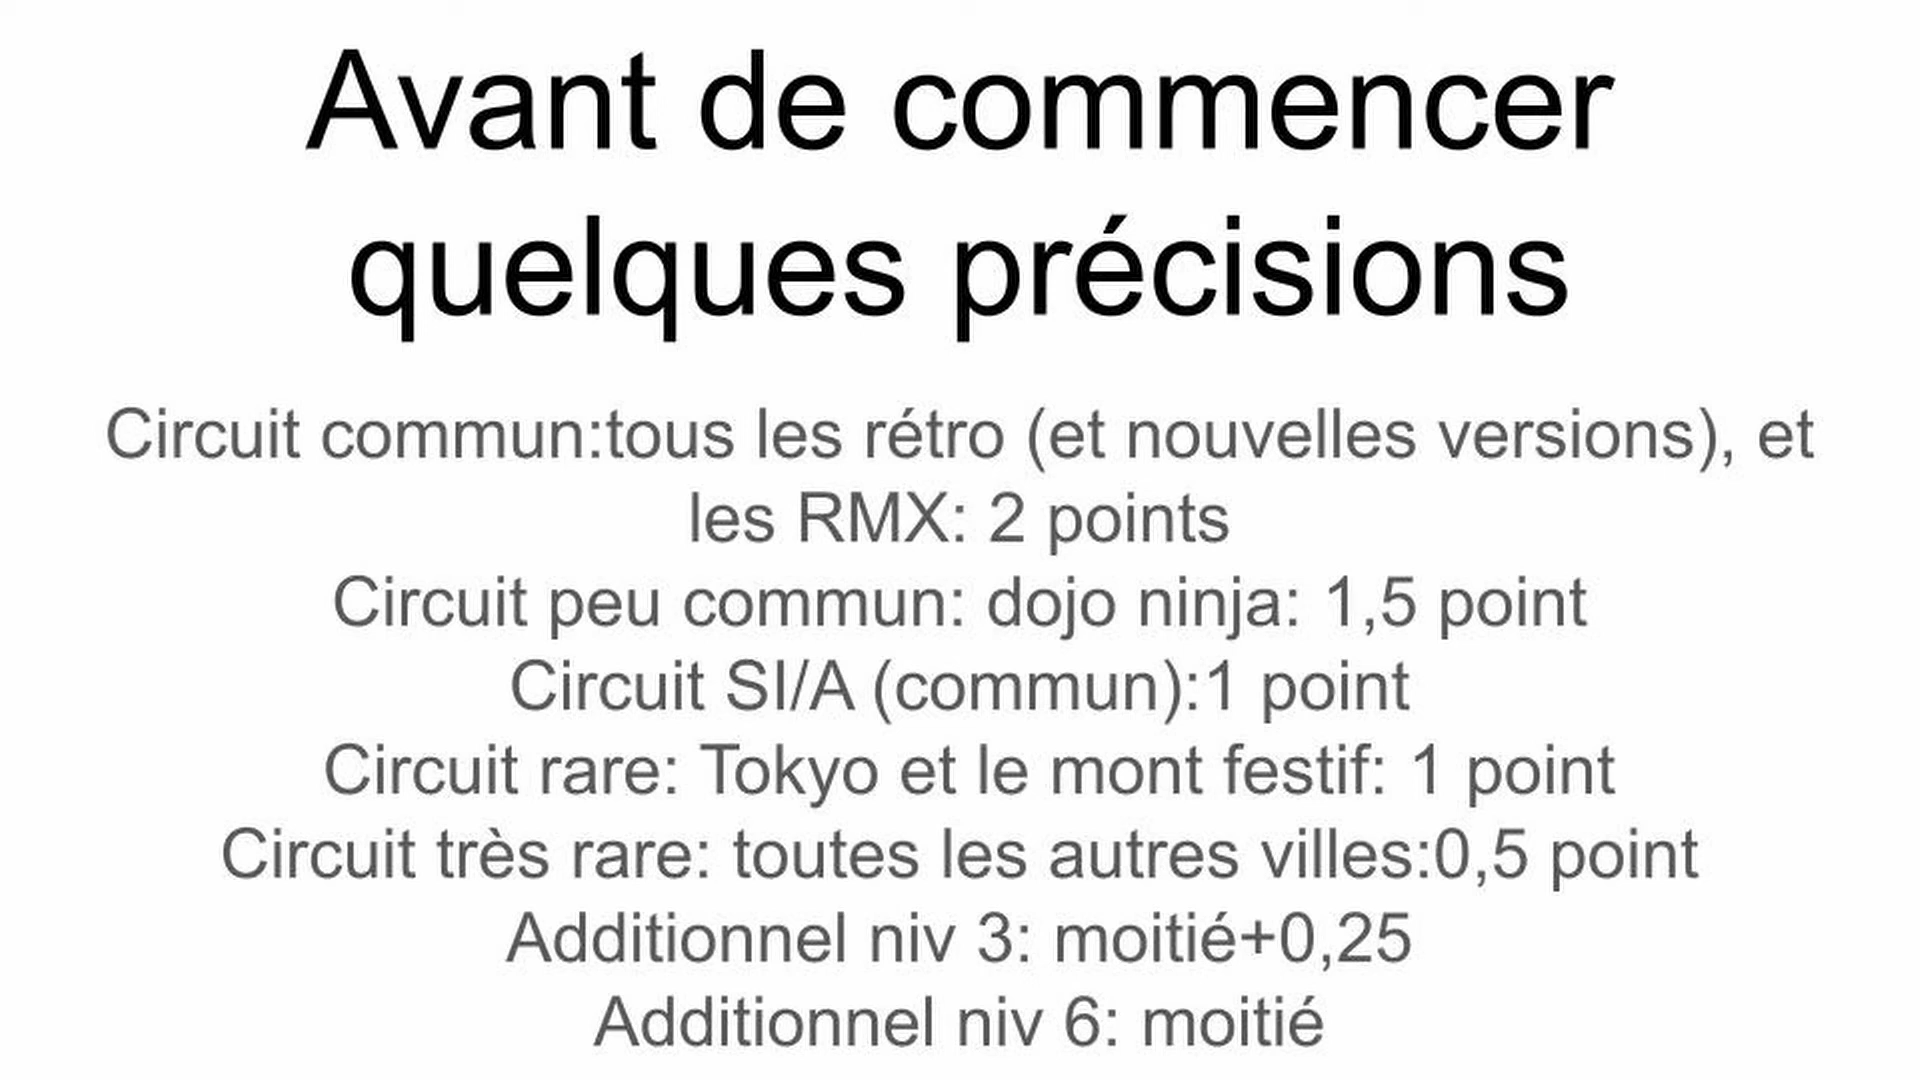 Avant de commencer
quelques précisions
Circuit commun:tous les rétro (et nouvelles versions), et
les RMX: 2 points
Circuit peu commun: dojo ninja: 1,5 point
Circuit SI/A (commun):1 point
Circuit rare: Tokyo et le mont festif: 1 point
Circuit très rare: toutes les autres villes:0,5 point
Additionnel niv 3: moitié+0,25
Additionnel niv 6: moitié